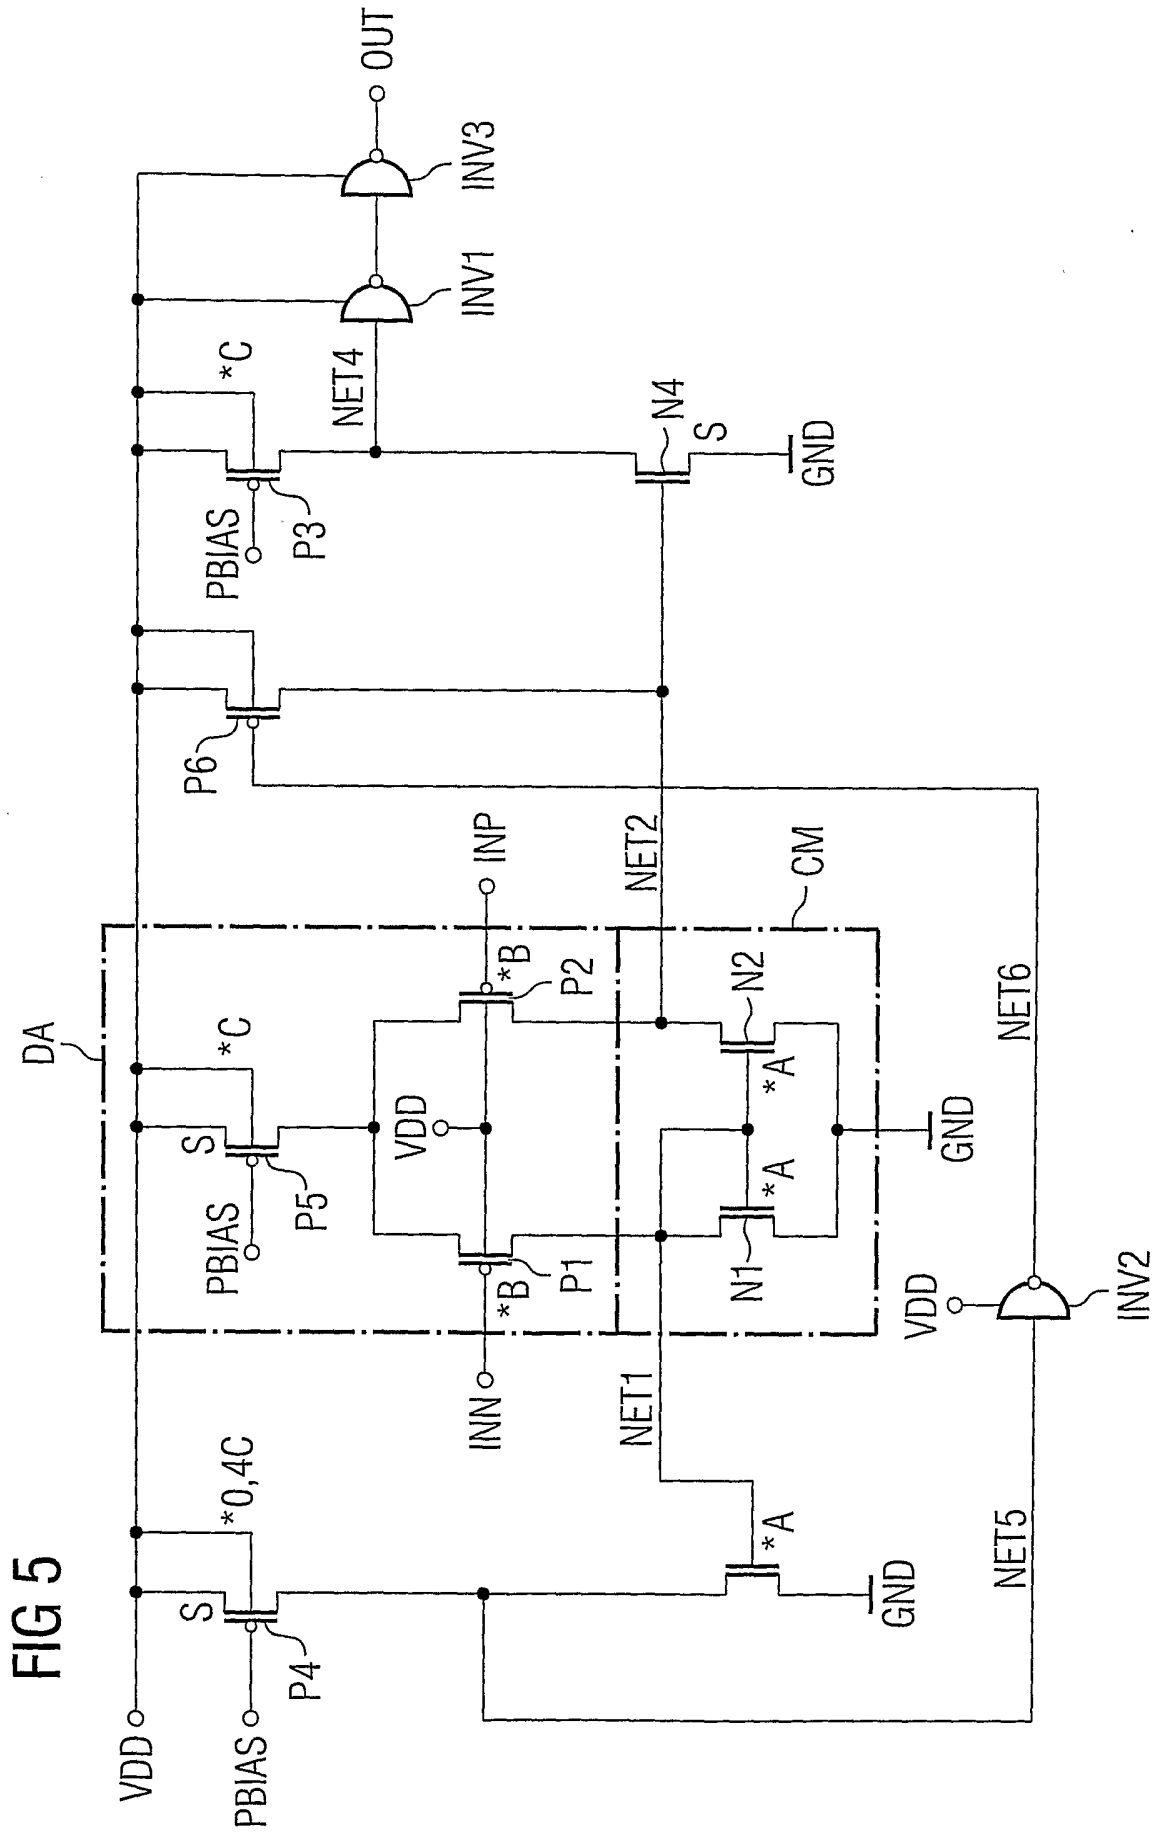 FIG 5
VDD
PBIAS
S
P4
*0,4C
DA
PBIAS
S
P5
*C
VDD
INN
*B
P1
*B
P2
INP
NET1
*A
GND
N1
*A
*A
N2
GND
CM
NET2
P6
PBIAS
P3
*C
NET4
N4
S
GND
INV1
INV3
OUT
NET5
VDD
INV2
NET6